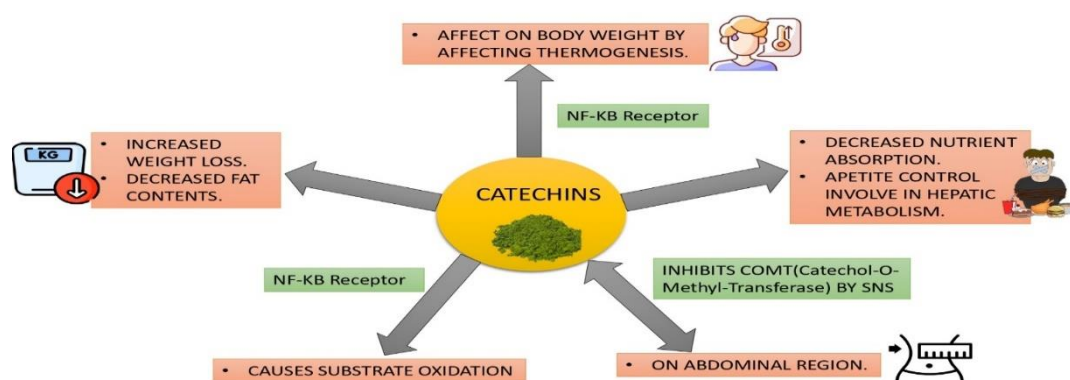 • AFFECT ON BODY WEIGHT BY
AFFECTING THERMOGENESIS.
NF-KB Receptor
KG
• INCREASED
WEIGHT LOSS.
• DECREASED FAT
CONTENTS.
• DECREASED NUTRIENT
ABSORPTION.
• APETITE CONTROL
INVOLVE IN HEPATIC
METABOLISM.
CATECHINS
NF-KB Receptor
INHIBITS COMT(Catechol-O-
Methyl-Transferase) BY SNS
• CAUSES SUBSTRATE OXIDATION
• ON ABDOMINAL REGION.